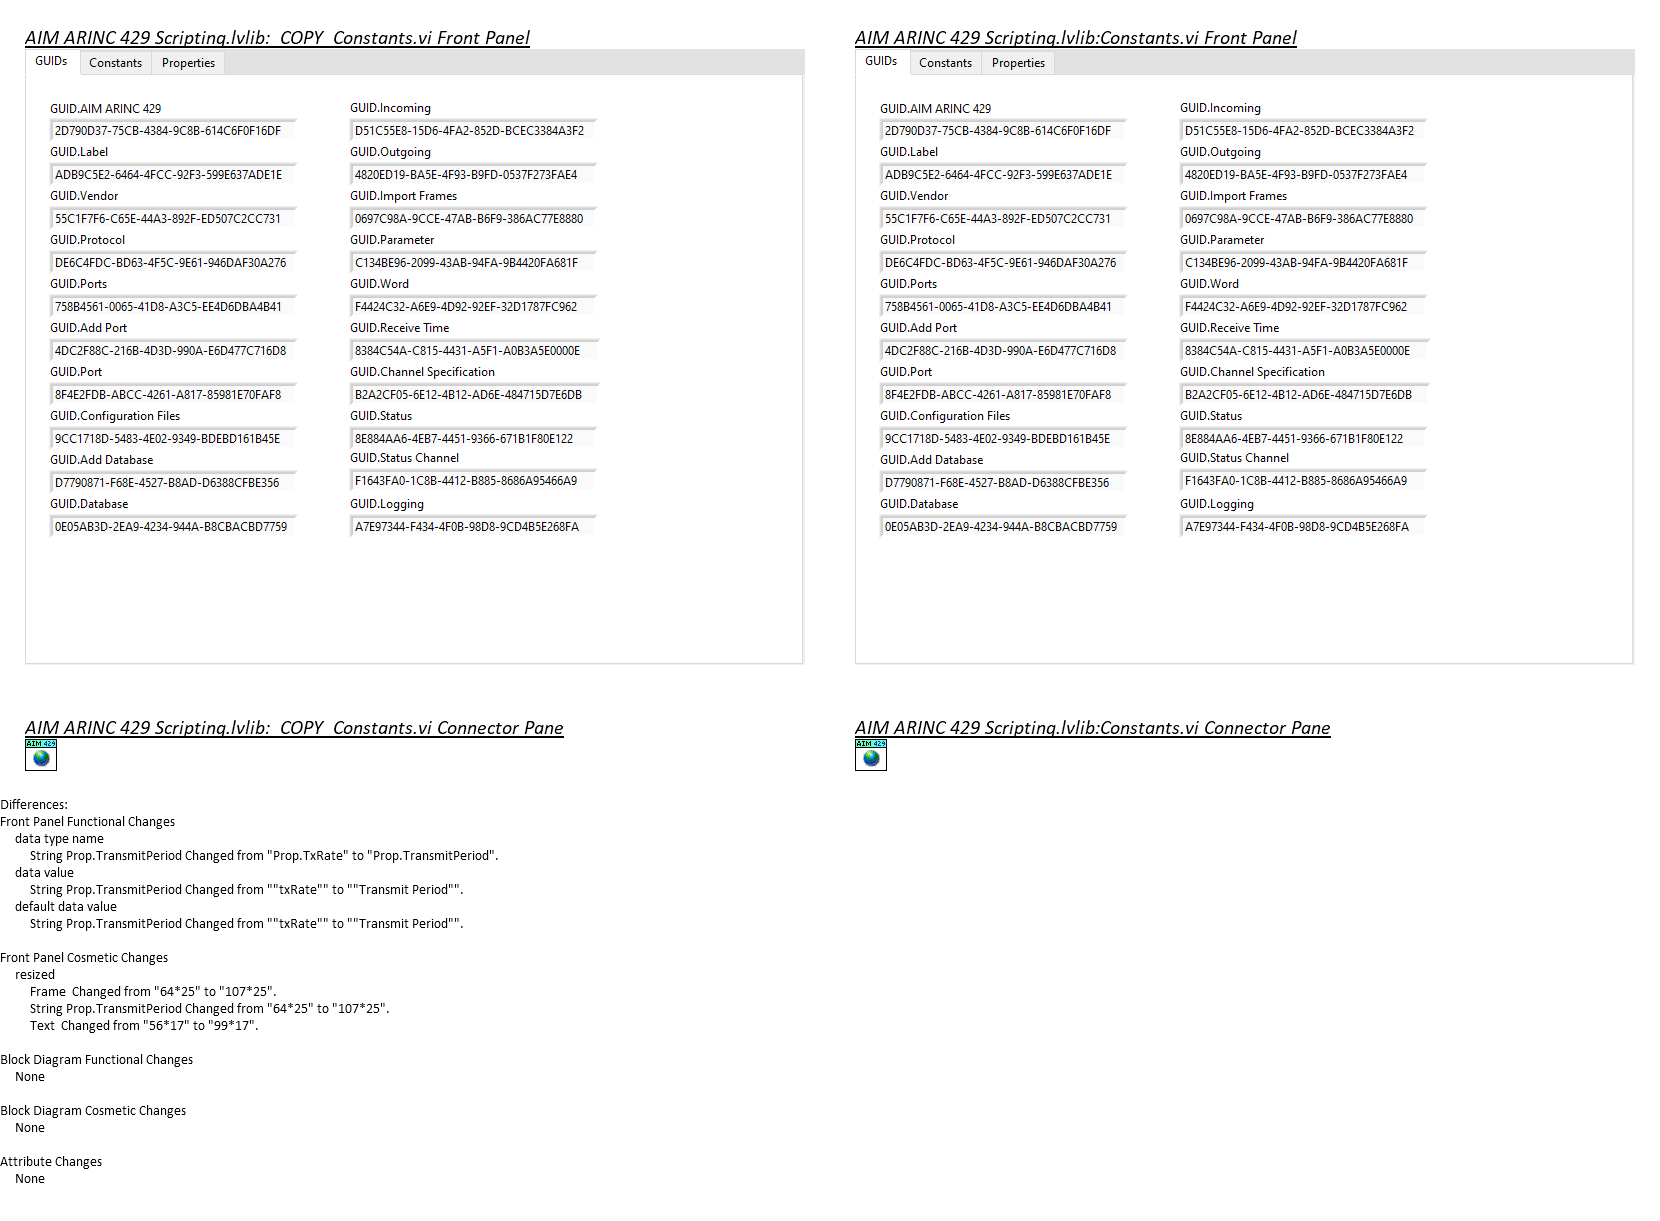 AIM ARINC 429 Scripting.lvlib:_COPY_Constants.vi Front Panel
GUIDs Constants Properties
GUID.AIM ARINC 429
2D790D37-75CB-4384-9C8B-614C6F0F16DF
GUID.Label
ADB9C5E2-6464-4FCC-92F3-599E637ADE1E
GUID.Vendor
55C1F7F6-C65E-44A3-892F-ED507C2CC731
GUID.Protocol
DE6C4FDC-BD63-4F5C-9E61-946DAF30A276
GUID.Ports
758B4561-0065-41D8-A3C5-EE4D6DBA4B41
GUID.Add Port
4DC2F88C-216B-4D3D-990A-E6D477C716D8
GUID.Port
8F4E2FDB-ABCC-4261-A817-85981E70FAF8
GUID.Configuration Files
9CC1718D-5483-4E02-9349-BDEBD161B45E
GUID.Add Database
D7790871-F68E-4527-B8AD-D6388CFBE356
GUID.Database
0E05AB3D-2EA9-4234-944A-B8CBACBD7759
GUID.Incoming
D51C55E8-15D6-4FA2-852D-BCEC3384A3F2
GUID.Outgoing
4820ED19-BA5E-4F93-B9FD-0537F273FAE4
GUID.Import Frames
0697C98A-9CCE-47AB-B6F9-386AC77E8880
GUID.Parameter
C134BE96-2099-43AB-94FA-9B4420FA681F
GUID.Word
F4424C32-A6E9-4D92-92EF-32D1787FC962
GUID.Receive Time
8384C54A-C815-4431-A5F1-A0B3A5E0000E
GUID.Channel Specification
B2A2CF05-6E12-4B12-AD6E-484715D7E6DB
GUID.Status
8E884AA6-4EB7-4451-9366-671B1F80E122
GUID.Status Channel
F1643FA0-1C8B-4412-B885-8686A95466A9
GUID.Logging
A7E97344-F434-4F0B-98D8-9CD4B5E268FA
AIM ARINC 429 Scripting.lvlib:Constants.vi Front Panel
GUIDs Constants Properties
GUID.AIM ARINC 429
2D790D37-75CB-4384-9C8B-614C6F0F16DF
GUID.Label
ADB9C5E2-6464-4FCC-92F3-599E637ADE1E
GUID.Vendor
55C1F7F6-C65E-44A3-892F-ED507C2CC731
GUID.Protocol
DE6C4FDC-BD63-4F5C-9E61-946DAF30A276
GUID.Ports
758B4561-0065-41D8-A3C5-EE4D6DBA4B41
GUID.Add Port
4DC2F88C-216B-4D3D-990A-E6D477C716D8
GUID.Port
8F4E2FDB-ABCC-4261-A817-85981E70FAF8
GUID.Configuration Files
9CC1718D-5483-4E02-9349-BDEBD161B45E
GUID.Add Database
D7790871-F68E-4527-B8AD-D6388CFBE356
GUID.Database
0E05AB3D-2EA9-4234-944A-B8CBACBD7759
GUID.Incoming
D51C55E8-15D6-4FA2-852D-BCEC3384A3F2
GUID.Outgoing
4820ED19-BA5E-4F93-B9FD-0537F273FAE4
GUID.Import Frames
0697C98A-9CCE-47AB-B6F9-386AC77E8880
GUID.Parameter
C134BE96-2099-43AB-94FA-9B4420FA681F
GUID.Word
F4424C32-A6E9-4D92-92EF-32D1787FC962
GUID.Receive Time
8384C54A-C815-4431-A5F1-A0B3A5E0000E
GUID.Channel Specification
B2A2CF05-6E12-4B12-AD6E-484715D7E6DB
GUID.Status
8E884AA6-4EB7-4451-9366-671B1F80E122
GUID.Status Channel
F1643FA0-1C8B-4412-B885-8686A95466A9
GUID.Logging
A7E97344-F434-4F0B-98D8-9CD4B5E268FA
AIM ARINC 429 Scripting.lvlib:_COPY_Constants.vi Connector Pane
AIM 429
AIM ARINC 429 Scripting.lvlib:Constants.vi Connector Pane
AIM 429
Differences:
Front Panel Functional Changes
data type name
String Prop.TransmitPeriod Changed from "Prop.TxRate" to "Prop.TransmitPeriod".
data value
String Prop.TransmitPeriod Changed from ""txRate"" to ""Transmit Period"".
default data value
String Prop.TransmitPeriod Changed from ""txRate"" to ""Transmit Period"".
Front Panel Cosmetic Changes
resized
Frame  Changed from "64*25" to "107*25".
String Prop.TransmitPeriod Changed from "64*25" to "107*25".
Text  Changed from "56*17" to "99*17".
Block Diagram Functional Changes
None
Block Diagram Cosmetic Changes
None
Attribute Changes
None